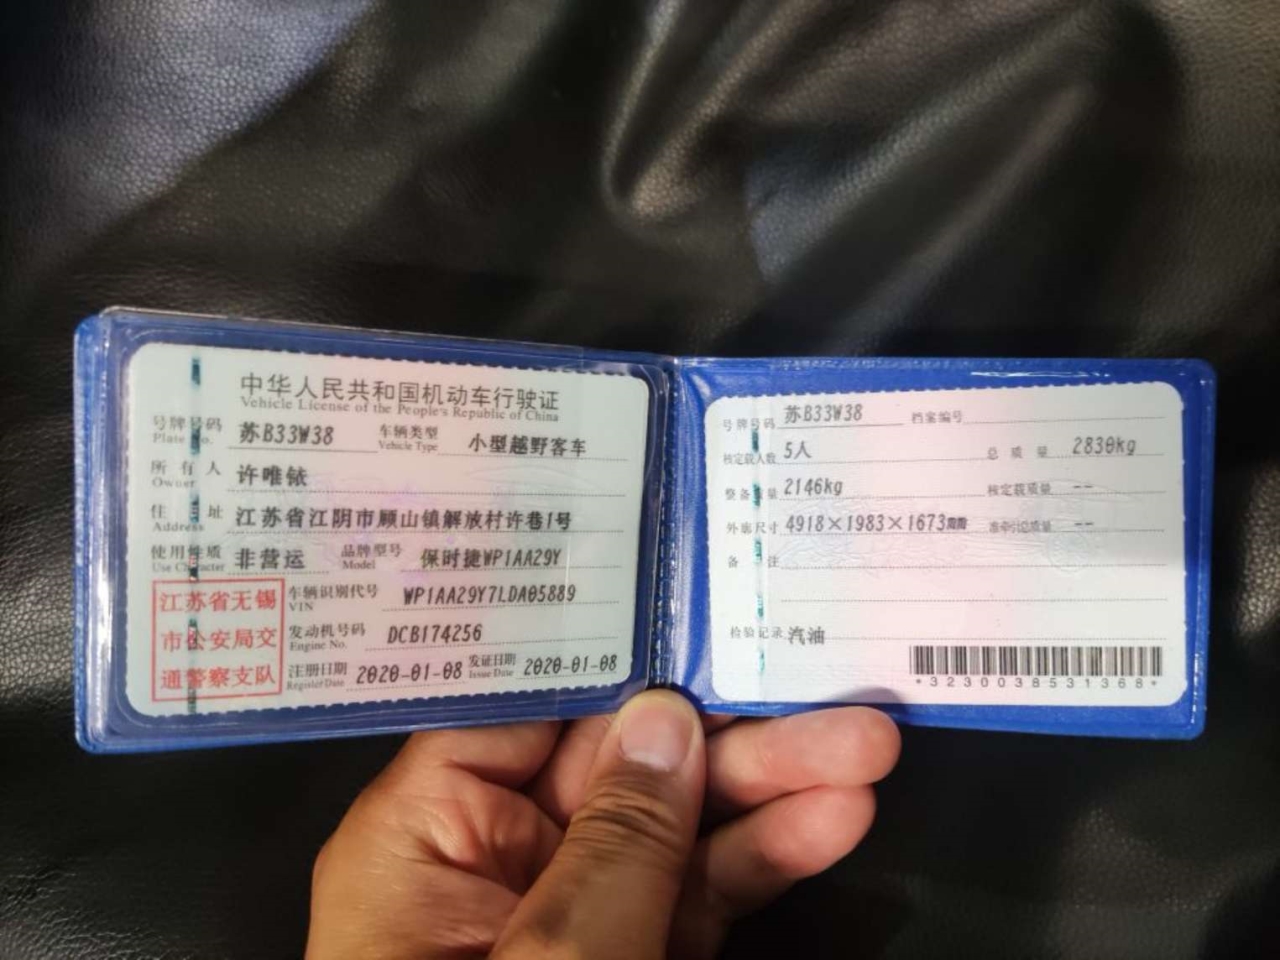 中华人民共和国机动车行驶证
Vehicle License of the People's Republic of China
号牌号码 苏B33W38 车辆类型 小型越野客车
Plate No. Vehicle Type
所有人 许唯铱
Owner
住址 江苏省江阴市顾山镇解放村许巷1号
Address
使用性质 非营运 品牌型号 保时捷WP1AA29Y
Use Character Model
江苏省无锡
市公安局交
通警察支队
车辆识别代号 WP1AA29Y7LDA05889
VIN
发动机号码 DCB174256
Engine No.
注册日期 2020-01-08 发证日期 2020-01-08
Register Date Issue Date
号牌号码 苏B33W38 档案编号
核定载人数 5人 总质量 2830kg
整备质量 2146kg 核定载质量 --
外廓尺寸 4918×1983×1673mm 准牵引总质量 --
备注
检验记录 汽油
*3230038531368*